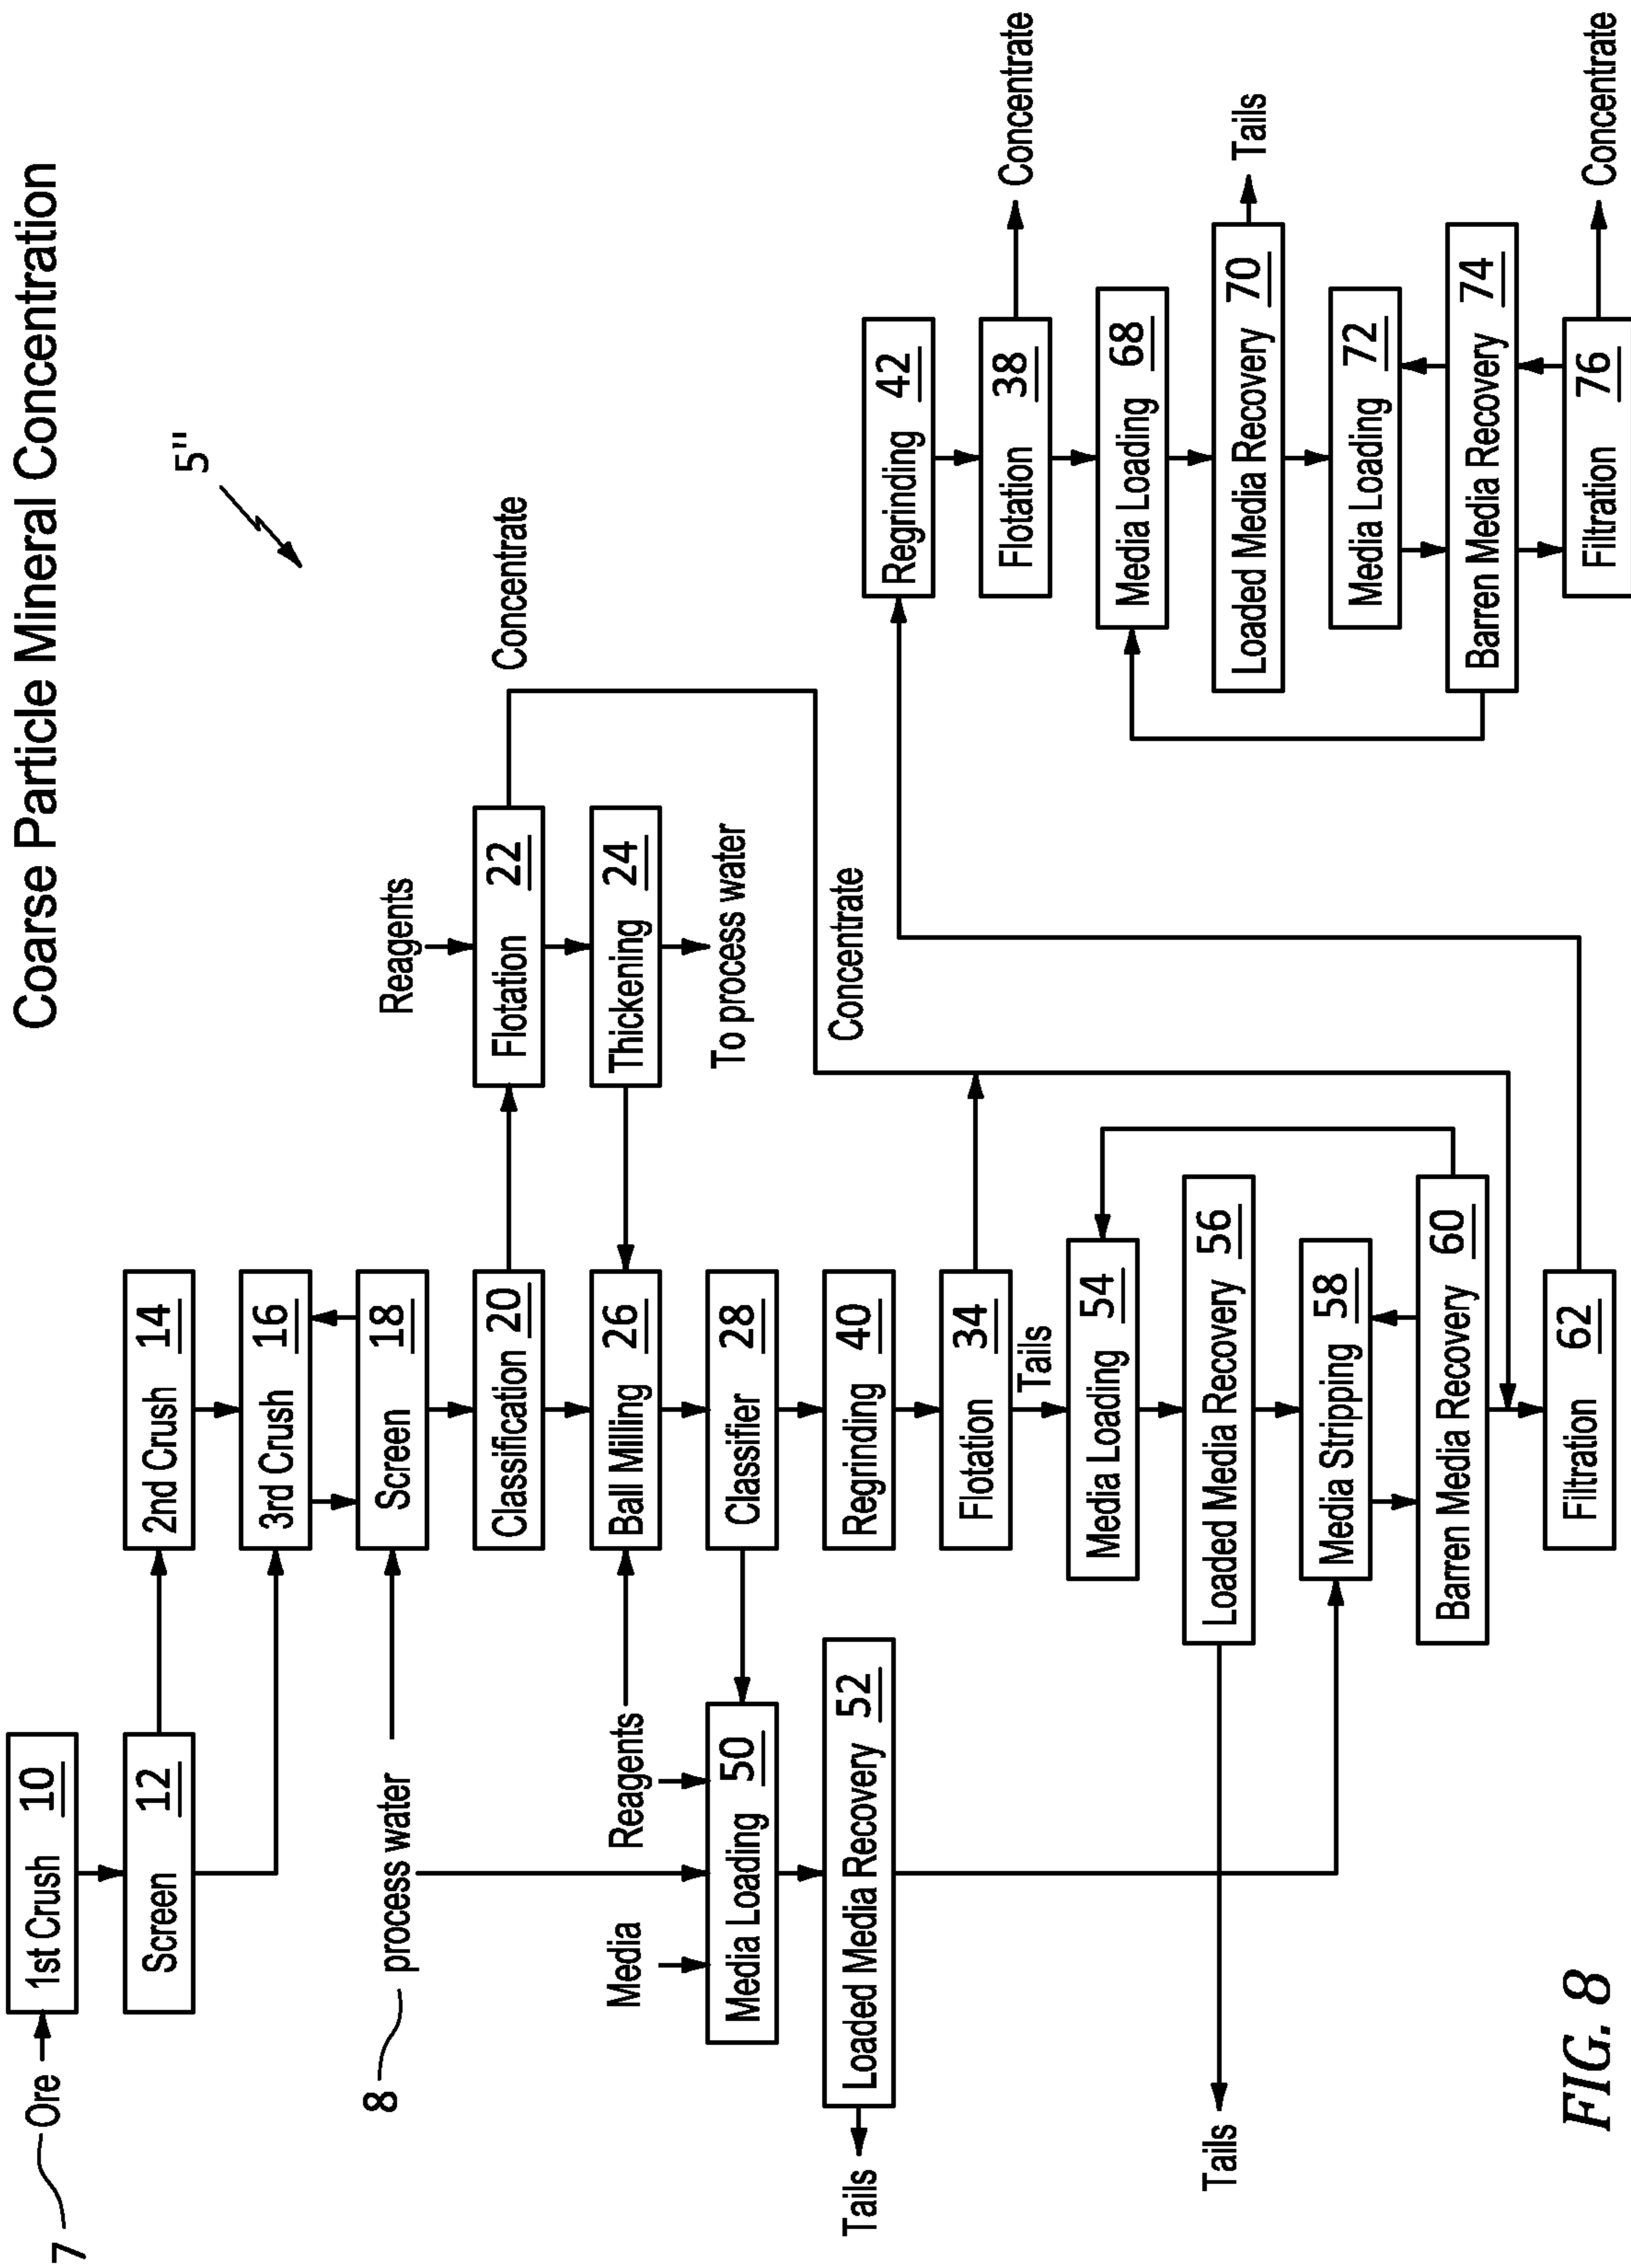 Coarse Particle Mineral Concentration
5"
7
Ore
1st Crush 10
Screen 12
2nd Crush 14
3rd Crush 16
8
process water
Screen 18
Classification 20
Reagents
Flotation 22
Concentrate
Thickening 24
To process water
Reagents
Ball Milling 26
Classifier 28
Media
Media Loading 50
Loaded Media Recovery 52
Tails
Regrinding 40
Flotation 34
Concentrate
Tails
Media Loading 54
Loaded Media Recovery 56
Tails
Media Stripping 58
Barren Media Recovery 60
Filtration 62
Regrinding 42
Flotation 38
Concentrate
Media Loading 68
Loaded Media Recovery 70
Tails
Media Loading 72
Barren Media Recovery 74
Filtration 76
Concentrate
FIG. 8